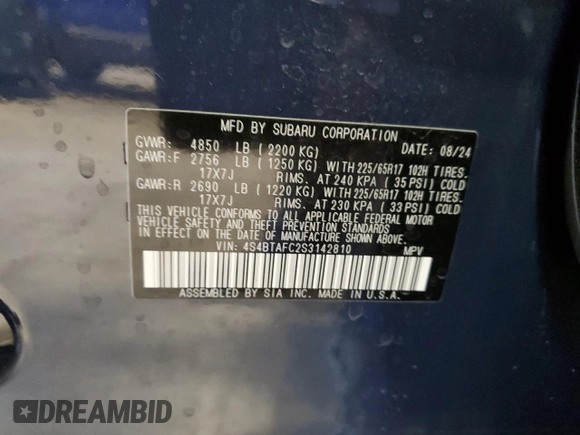 MFD BY SUBARU CORPORATION DATE: 08/24
GVWR: 4850 LB (2200 KG)
GAWR:F 2756 LB (1250 KG) WITH 225/65R17 102H TIRES.
17X7J RIMS. AT 240 KPA (35 PSI) COLD
GAWR:R 2690 LB (1220 KG) WITH 225/65R17 102H TIRES.
17X7J RIMS. AT 230 KPA (33 PSI) COLD
THIS VEHICLE CONFORMS TO ALL APPLICABLE FEDERAL MOTOR
VEHICLE SAFETY AND THEFT PREVENTION STANDARDS
IN EFFECT ON THE DATE OF MANUFACTURE SHOWN ABOVE.
VIN: 4S4BTAFC2S3142810 MPV
ASSEMBLED BY SIA INC. MADE IN U.S.A.
DREAMBID